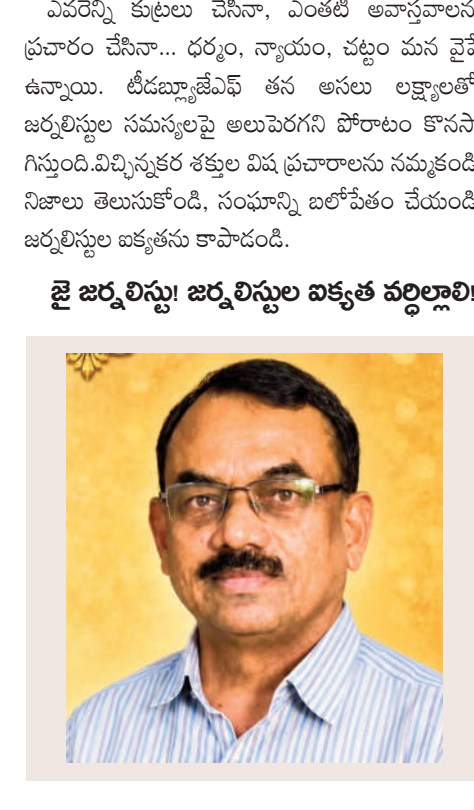 ఎవరెన్ని కుట్రలు చేసినా, ఎంతటి అవాస్తవాలన
ప్రచారం చేసినా... ధర్మం, న్యాయం, చట్టం మన వైపే
ఉన్నాయి. టీడబ్ల్యూజేఎఫ్ తన అసలు లక్ష్యాలతో
జర్నలిస్టుల సమస్యలపై అలుపెరగని పోరాటం కొనసా
గిస్తుంది.విచ్ఛిన్నకర శక్తుల విష ప్రచారాలను నమ్మకండి
నిజాలు తెలుసుకోండి, సంఘాన్ని బలోపేతం చేయండి
జర్నలిస్టుల ఐక్యతను కాపాడండి.
జై జర్నలిస్టు! జర్నలిస్టుల ఐక్యత వర్ధిల్లాలి!